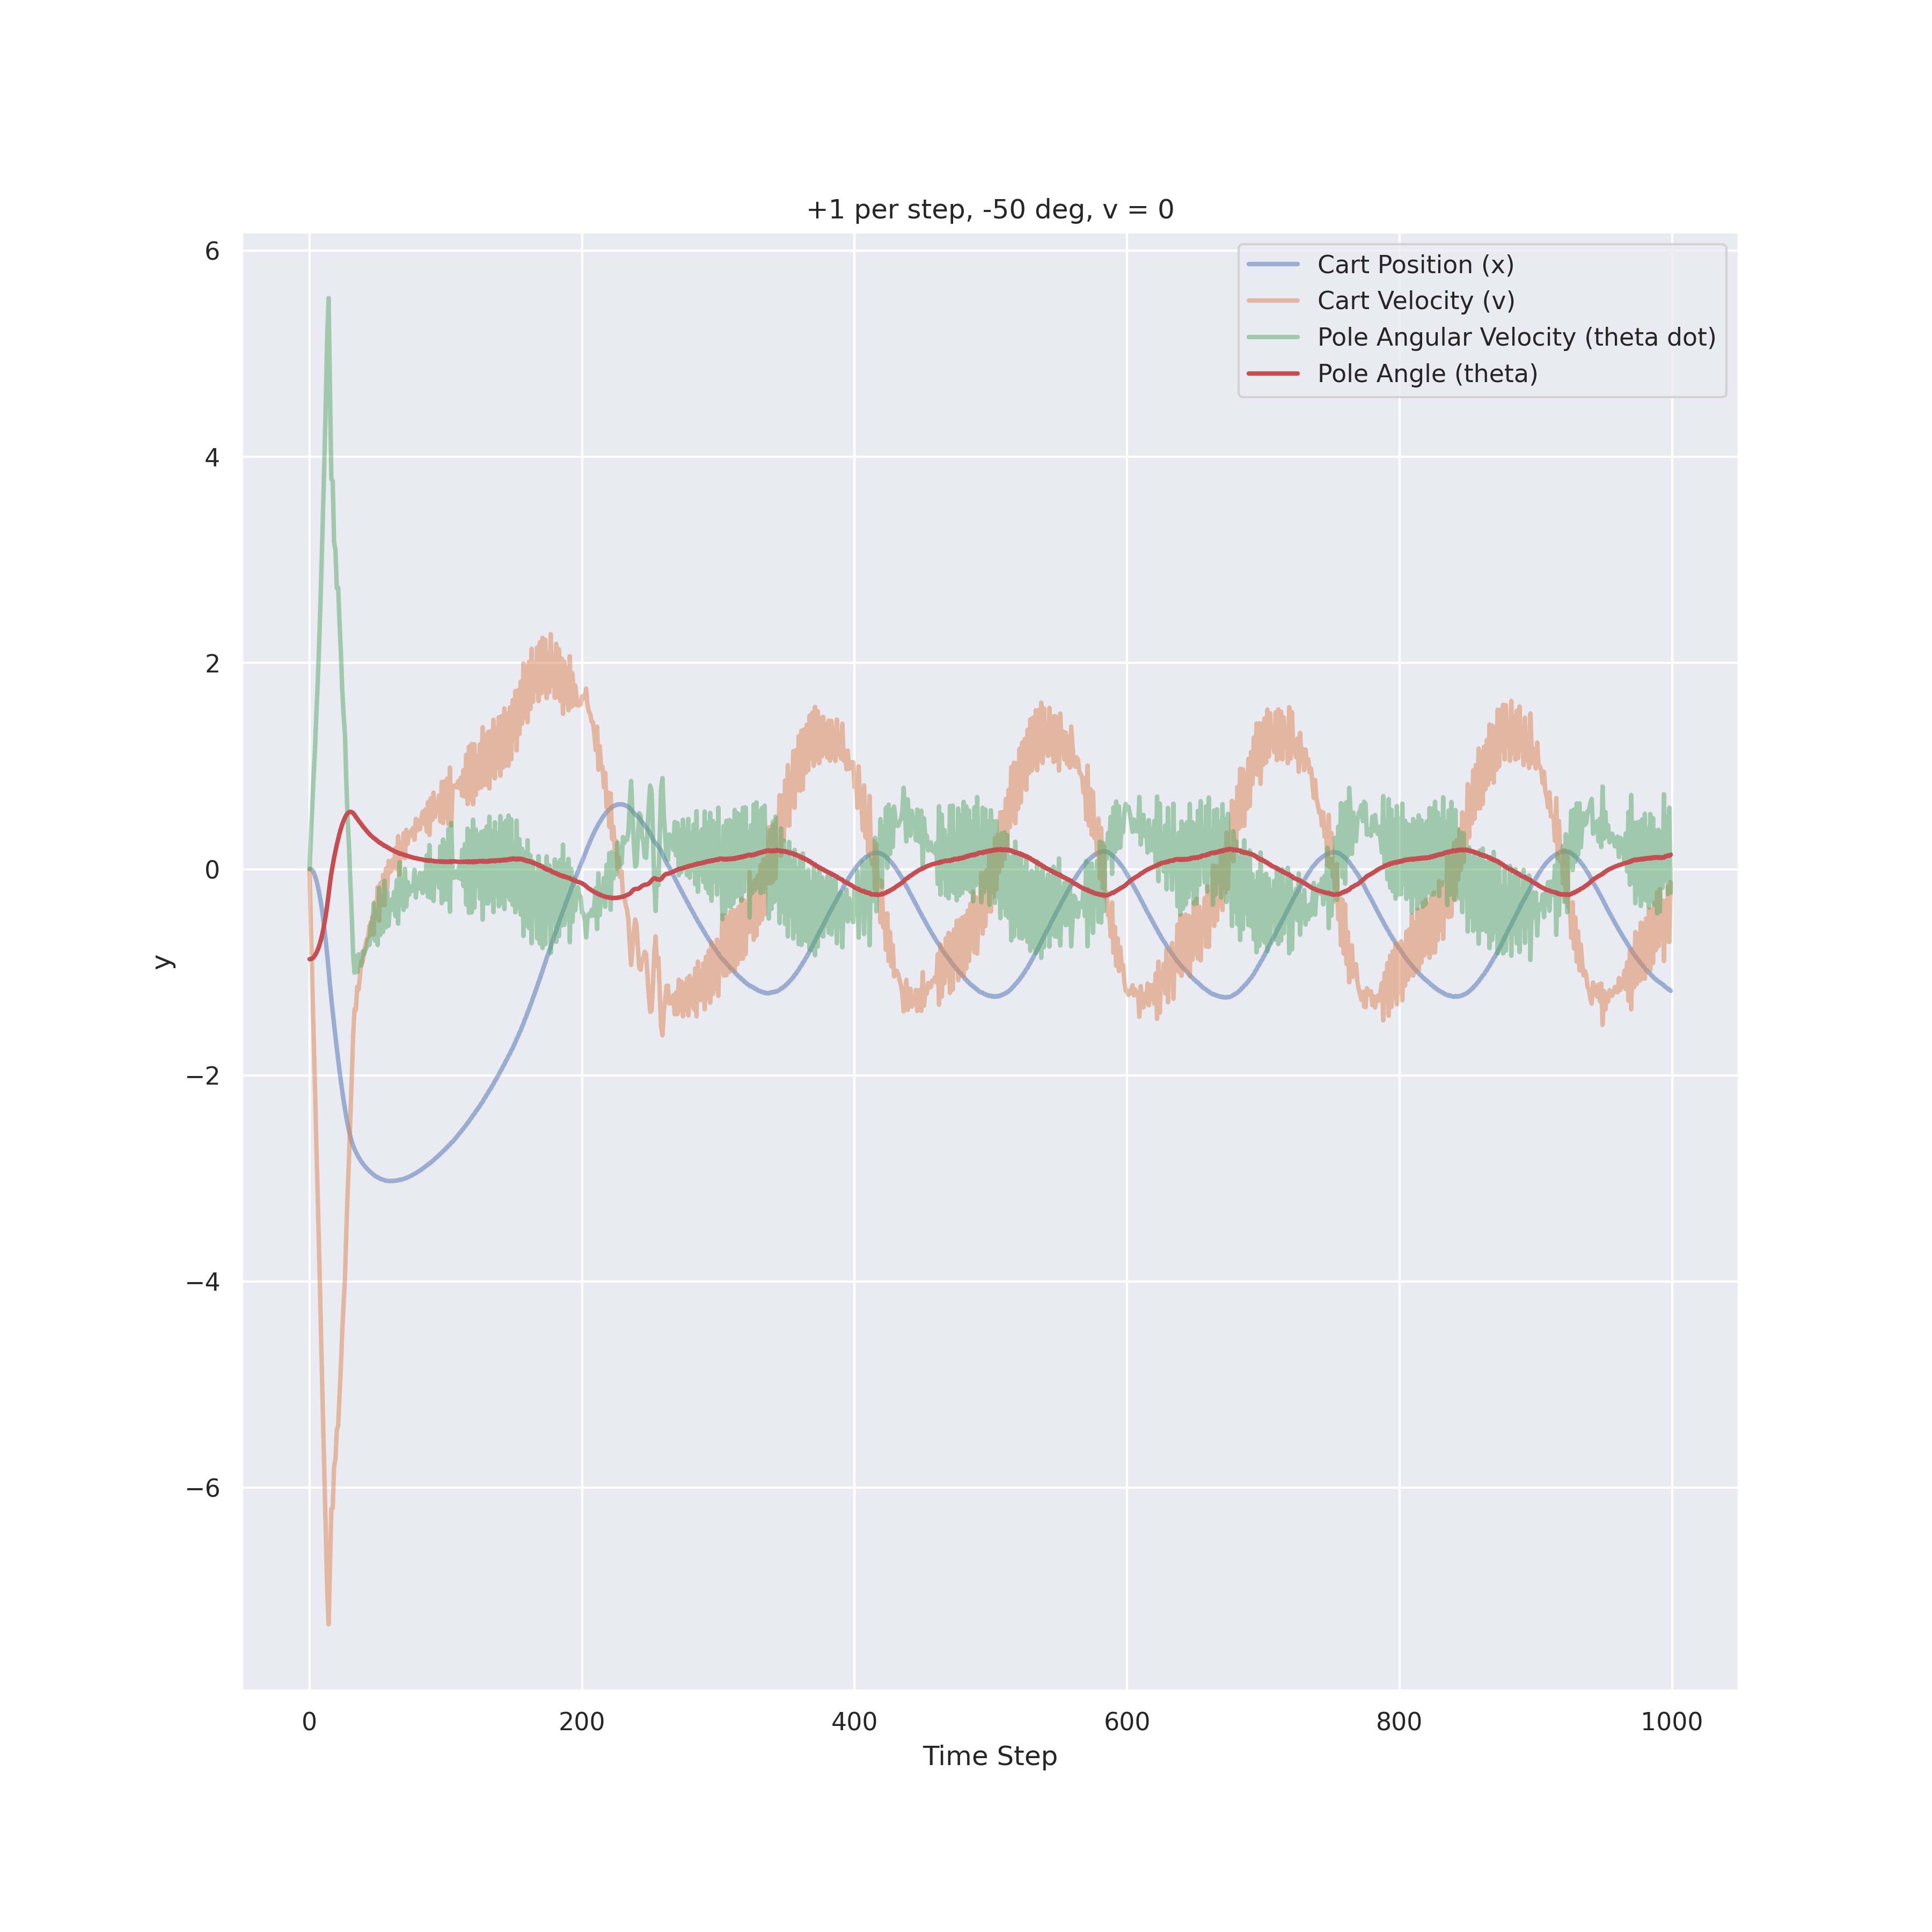 +1 per step, -50 deg, v = 0
6
4
2
0
−2
−4
−6
y
Cart Position (x)
Cart Velocity (v)
Pole Angular Velocity (theta dot)
Pole Angle (theta)
0 200 400 600 800 1000
Time Step